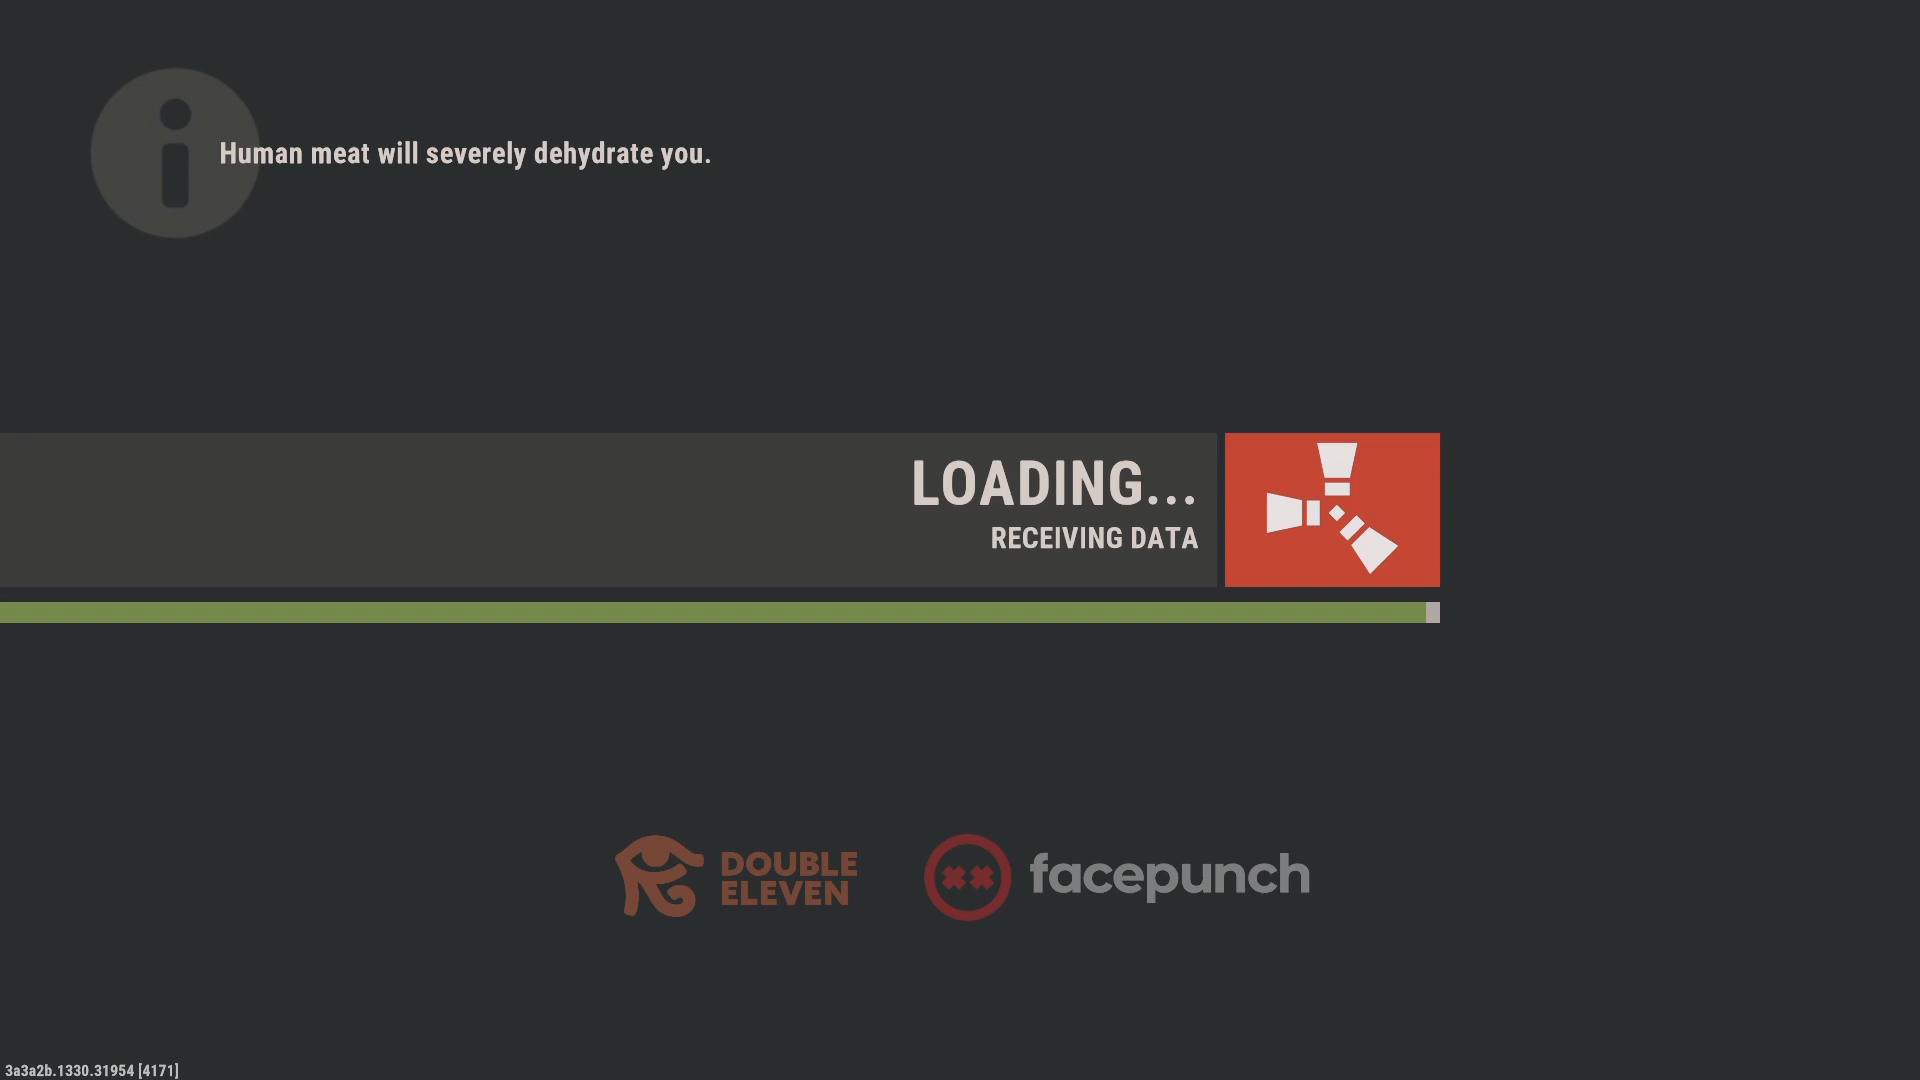 Human meat will severely dehydrate you.
LOADING...
RECEIVING DATA
DOUBLE
ELEVEN
facepunch
3a3a2b.1330.31954 [4171]